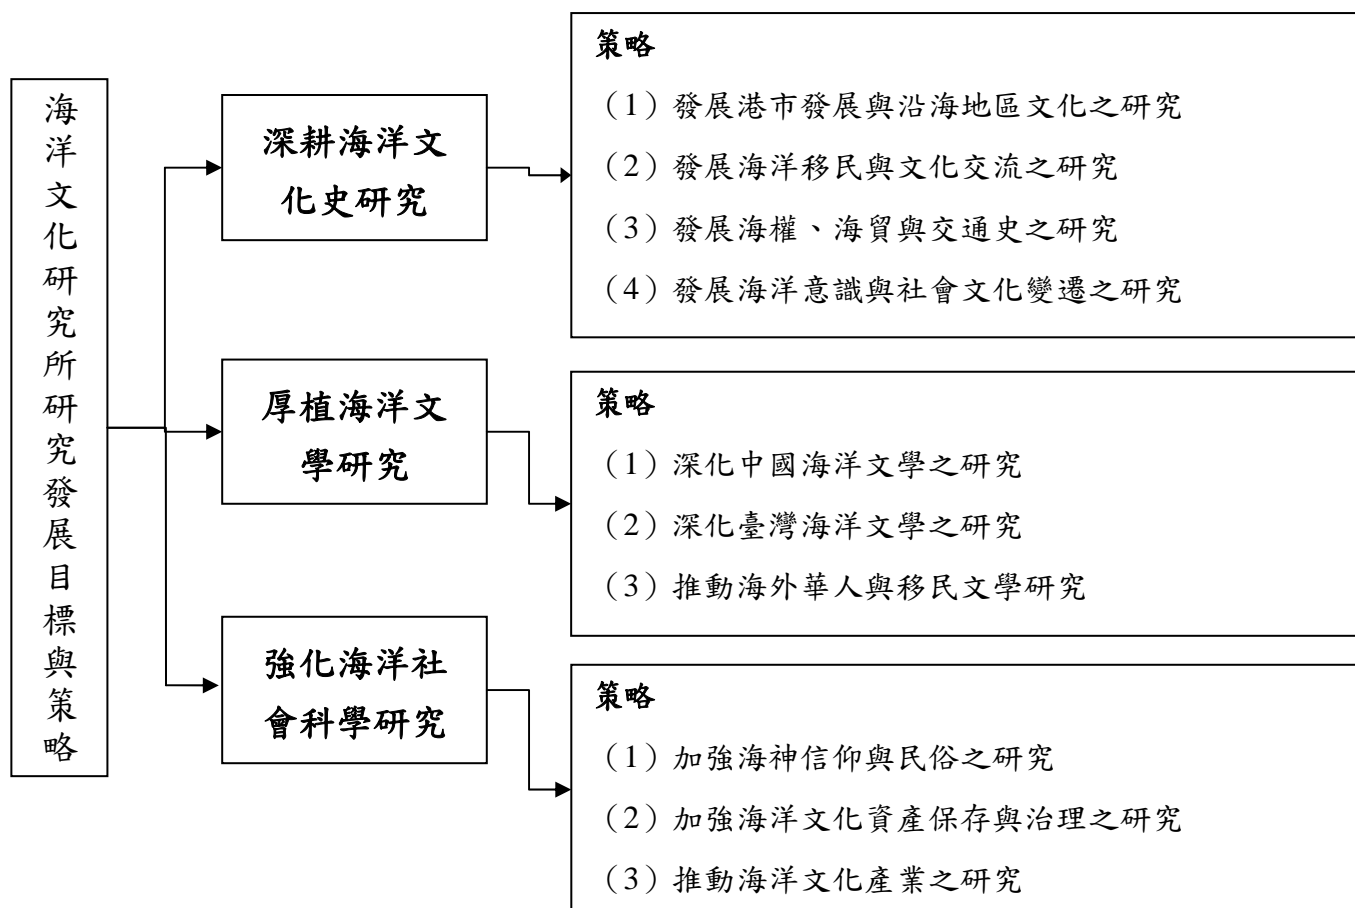 海洋文化研究所研究發展目標與策略
深耕海洋文
化史研究
策略
（1）發展港市發展與沿海地區文化之研究
（2）發展海洋移民與文化交流之研究
（3）發展海權、海貿與交通史之研究
（4）發展海洋意識與社會文化變遷之研究
厚植海洋文
學研究
策略
（1）深化中國海洋文學之研究
（2）深化臺灣海洋文學之研究
（3）推動海外華人與移民文學研究
強化海洋社
會科學研究
策略
（1）加強海神信仰與民俗之研究
（2）加強海洋文化資產保存與治理之研究
（3）推動海洋文化產業之研究